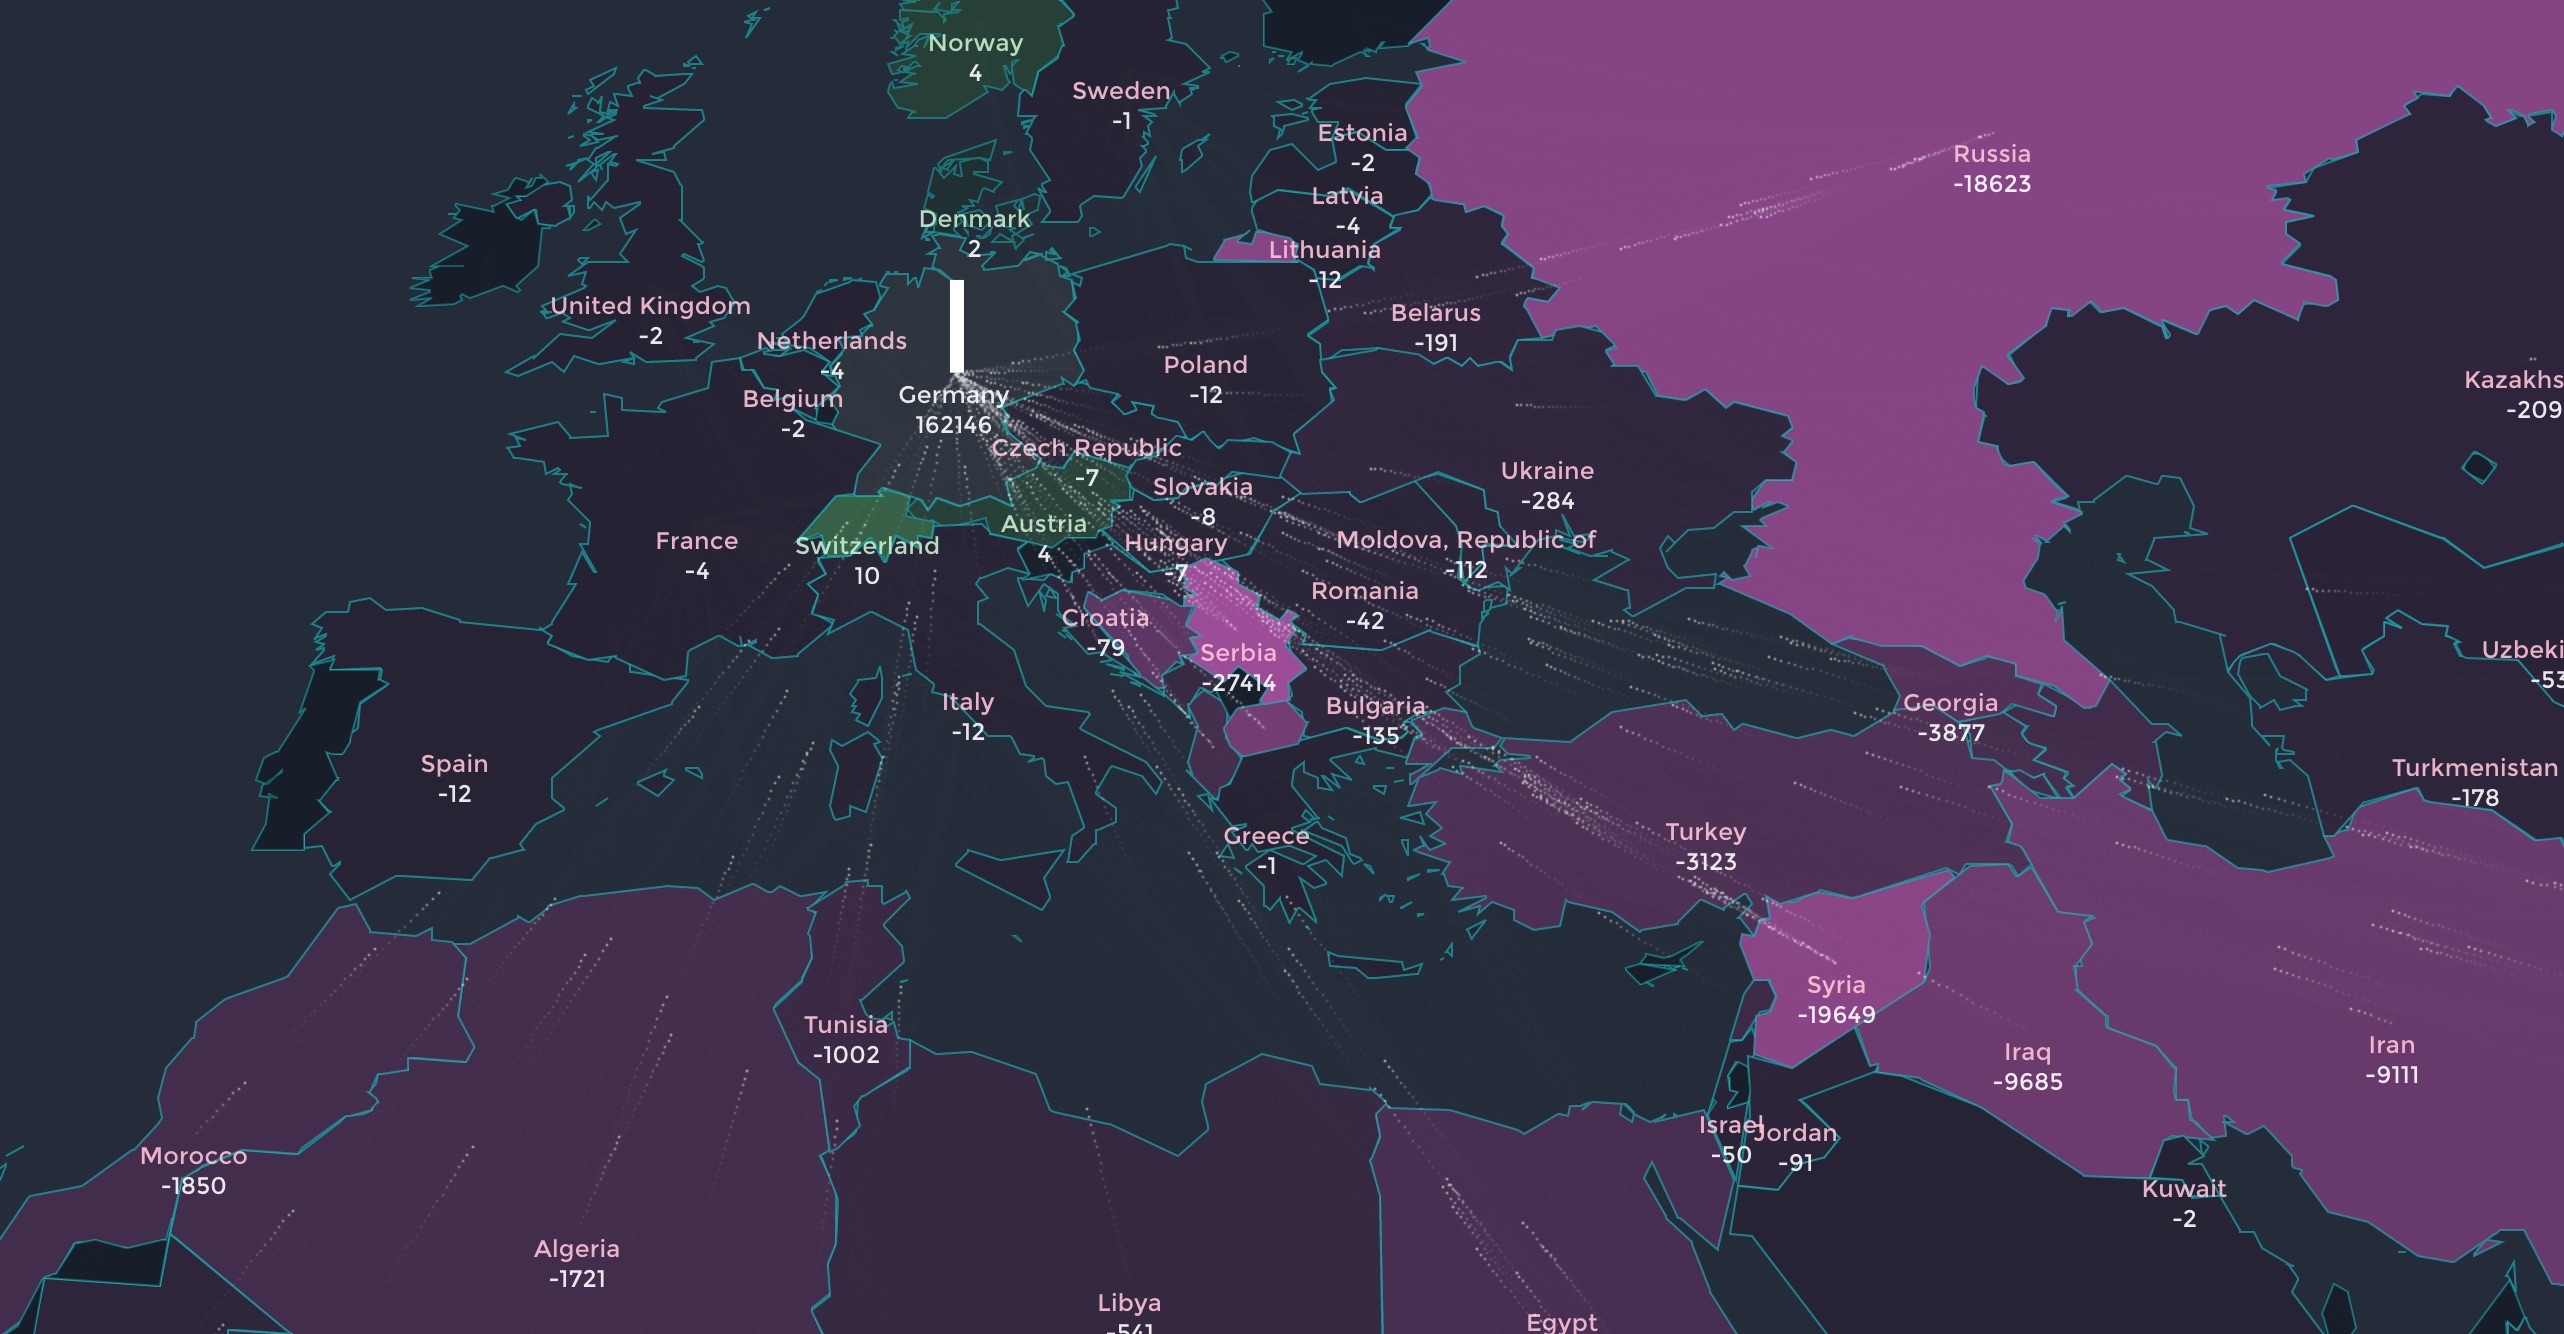 Norway
4
Sweden
-1
Estonia
-2
Russia
-18623
Latvia
-4
Denmark
2
Lithuania
-12
United Kingdom
-2
Belarus
-191
Netherlands
-4
Poland
-12
Kazakhs
-209
Belgium
-2
Germany
162146
Czech Republic
-7
Ukraine
-284
Slovakia
-8
Austria
4
France
-4
Switzerland
10
Hungary
-7
Moldova, Republic of
-112
Romania
-42
Croatia
-79
Serbia
-27414
Uzbeki
-53
Italy
-12
Bulgaria
-135
Georgia
-3877
Spain
-12
Turkmenistan
-178
Greece
-1
Turkey
-3123
Syria
-19649
Tunisia
-1002
Iraq
-9685
Iran
-9111
Israel
-50
Jordan
-91
Morocco
-1850
Kuwait
-2
Algeria
-1721
Libya
-541
Egypt